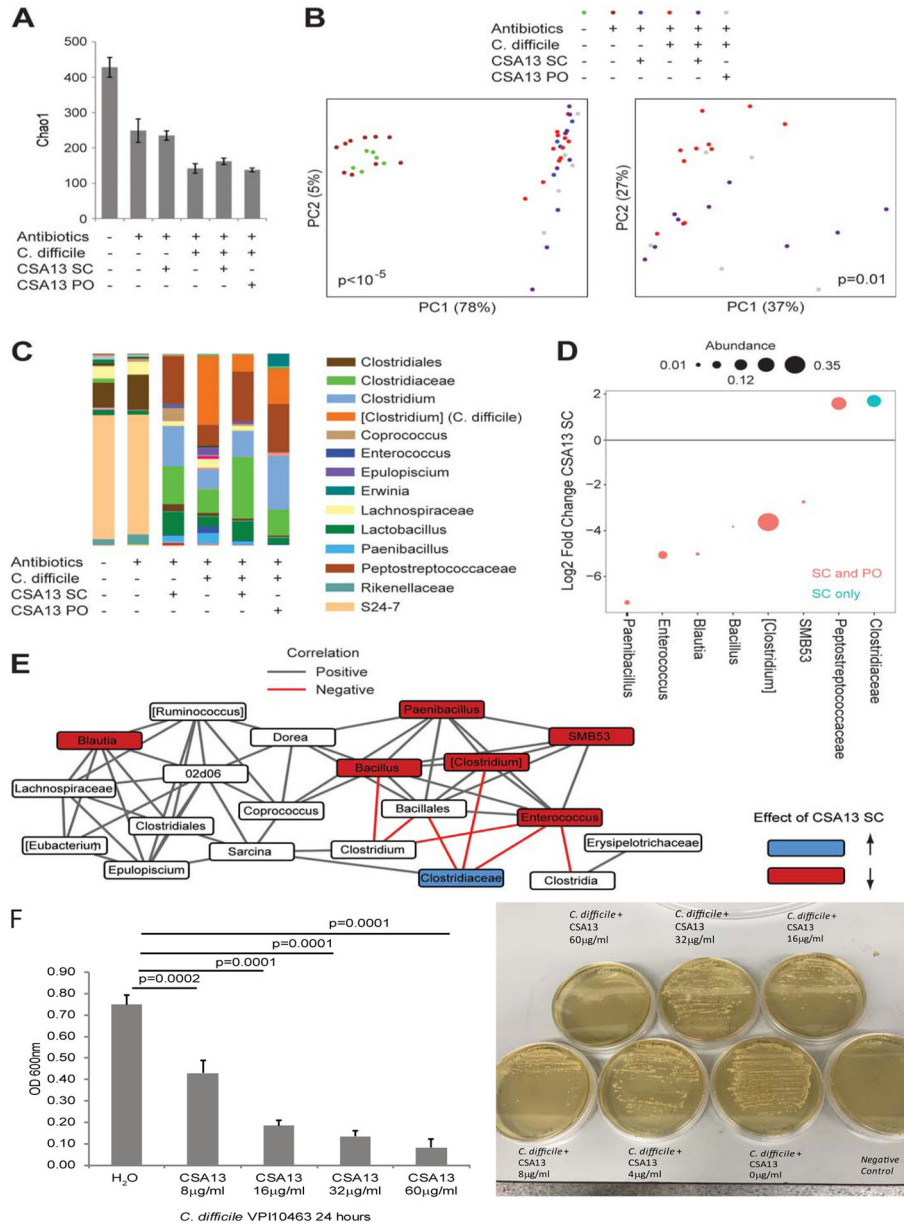 A
500
400
300
200
100
0
Chao1
Antibiotics - + + + + +
C. difficile - - - + + +
CSA13 SC - - + - + -
CSA13 PO - - - - - +
B
Antibiotics - + + + + +
C. difficile - - - + + +
CSA13 SC - - + - + -
CSA13 PO - - - - - +
PC2 (5%)
p<10-5
PC1 (78%)
PC2 (27%)
p=0.01
PC1 (37%)
C
Clostridiales
Clostridiaceae
Clostridium
[Clostridium] (C. difficile)
Coprococcus
Enterococcus
Epulopiscium
Erwinia
Lachnospiraceae
Lactobacillus
Paenibacillus
Peptostreptococcaceae
Rikenellaceae
S24-7
Antibiotics - + + + + +
C. difficile - - - + + +
CSA13 SC - - + - + -
CSA13 PO - - - - - +
D
Abundance
0.01
0.12
0.35
Log2 Fold Change CSA13 SC
2
0
−4
−6
SC and PO
SC only
Paenibacillus
Enterococcus
Blautia
Bacillus
[Clostridium]
SMB53
Peptostreptococcaceae
Clostridiaceae
E
Correlation
Positive
Negative
[Ruminococcus]
Paenibacillus
Blautia
Dorea
SMB53
02d06
Bacillus
[Clostridium]
Lachnospiraceae
Coprococcus
Bacillales
Enterococcus
Clostridiales
[Eubacterium]
Sarcina
Clostridium
Erysipelotrichaceae
Epulopiscium
Clostridiaceae
Clostridia
Effect of CSA13 SC
F
p=0.0001
p=0.0001
p=0.0001
p=0.0002
OD 600nm
0.90
0.80
0.70
0.60
0.50
0.40
0.30
0.20
0.10
0.00
H2O
CSA13
8µg/ml
CSA13
16µg/ml
CSA13
32µg/ml
CSA13
60µg/ml
C. difficile VPI10463 24 hours
C. difficile +
CSA13
60µg/ml
C. difficile +
CSA13
32µg/ml
C. difficile +
CSA13
16µg/ml
C. difficile +
CSA13
8µg/ml
C. difficile +
CSA13
4µg/ml
C. difficile +
CSA13
0µg/ml
Negative
Control